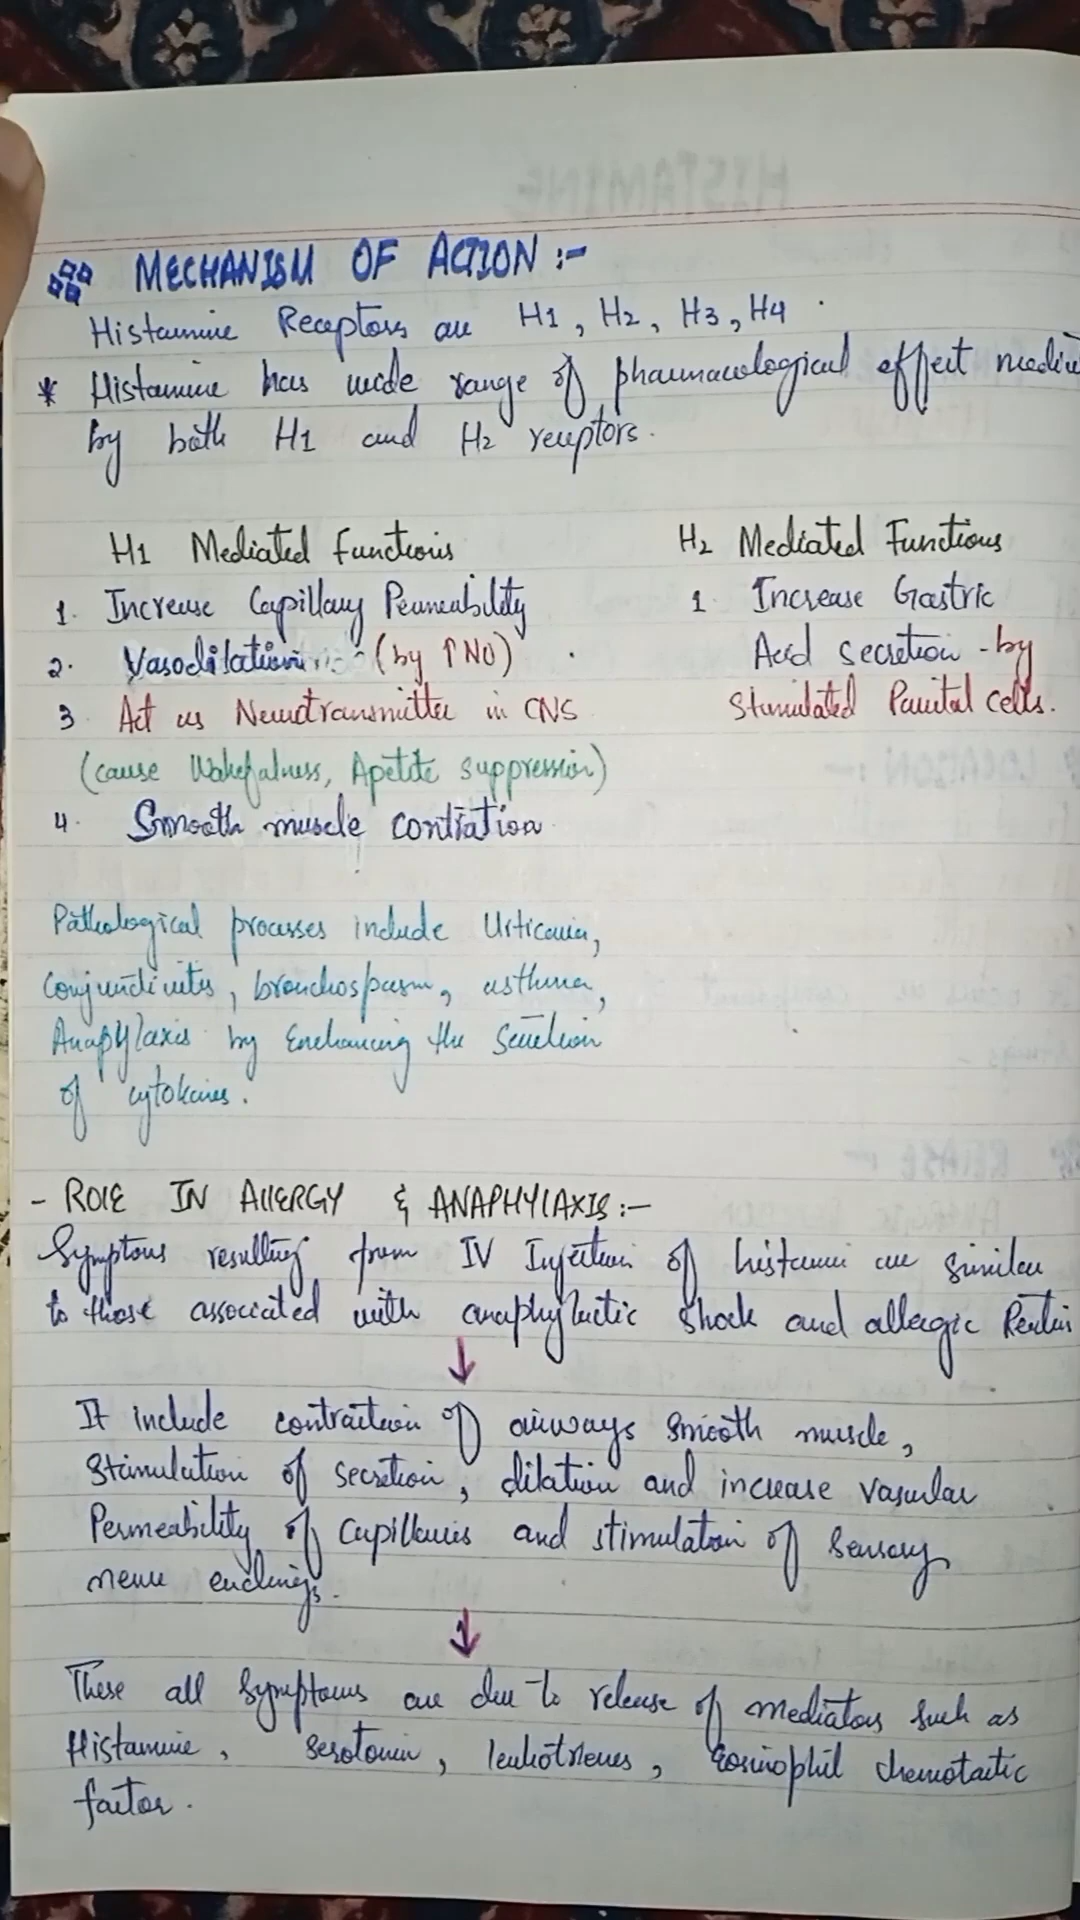 MECHANISM OF ACTION :-
Histamine Receptors are H1, H2, H3, H4
* Histamine has wide range of pharmacological effect media
by both H1 and H2 receptors.
H1 Mediated Functions
1. Increase Capillary Permeability
2. Vasodilation (by ↑NO)
3 Act as Neurotransmitter in CNS
(cause Wakefulness, Apetite suppression)
4. Smooth muscle contration
H2 Mediated Functions
1 Increase Gastric
Acid secretion - by
Stimulated Parietal cells.
Pathological processes include Urticaria,
Conjunctivitis, bronchospasm, asthma,
Anaphylaxis by Enchancing the Secretion
of cytokines.
- ROLE IN AllERGY & ANAPHYlAXIS :-
Symptoms resulting from IV Injection of histamin are similar
to those associated with anaphylactic shock and allergic
↓
It include contraction of airways smooth muscle,
Stimulation of secretion, dilation and increase vascular
Permeability of capillaries and stimulation of sensory
nerve endings.
↓
These all Symptoms are due to release of mediators such as
Histamine, serotonin, leukotrienes, Eosinophil chemotactic
factor.